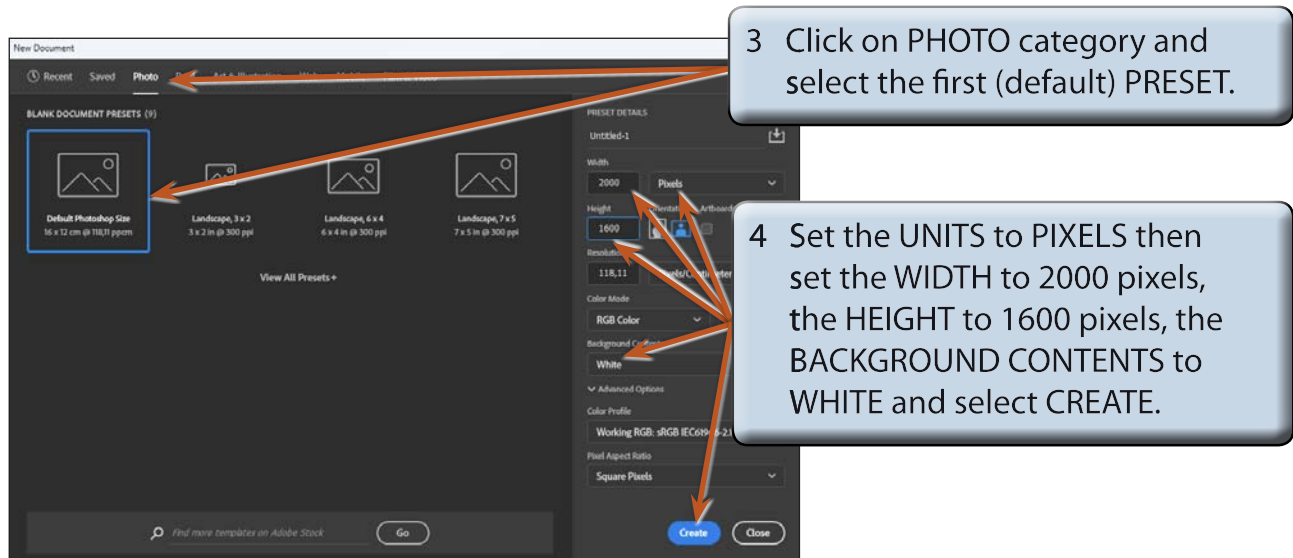 New Document
Recent Saved Photo
BLANK DOCUMENT PRESETS (9)
Default Photoshop Size
16 x 12 cm @ 118,11 ppcm
Landscape, 3 x 2
3 x 2 in @ 300 ppi
Landscape, 6 x 4
6 x 4 in @ 300 ppi
Landscape, 7 x 5
7 x 5 in @ 300 ppi
View All Presets+
Find more templates on Adobe Stock
Go
PRESET DETAILS
Untitled-1
Width
2000 Pixels
Height
1600
118,11
Color Mode
RGB Color
Background
White
Advanced Options
Color Profile
Working RGB: sRGB
Pixel Aspect Ratio
Square Pixels
Create Close
3 Click on PHOTO category and
select the first (default) PRESET.
4 Set the UNITS to PIXELS then
set the WIDTH to 2000 pixels,
the HEIGHT to 1600 pixels, the
BACKGROUND CONTENTS to
WHITE and select CREATE.